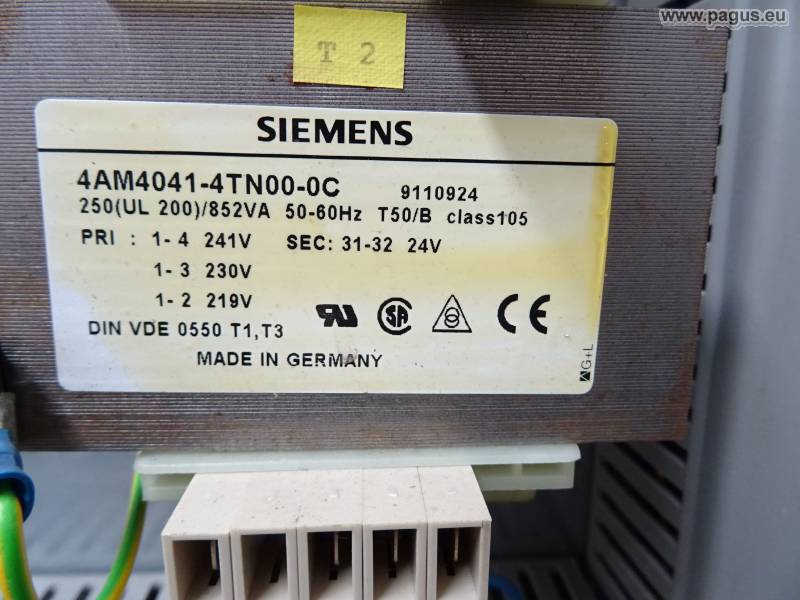 www.pagus.eu
T 2
SIEMENS
4AM4041-4TN00-0C 9110924
250(UL 200)/852VA 50-60Hz T50/B class105
PRI : 1- 4 241V SEC: 31-32 24V
1- 3 230V
1- 2 219V
DIN VDE 0550 T1,T3
MADE IN GERMANY
G+L